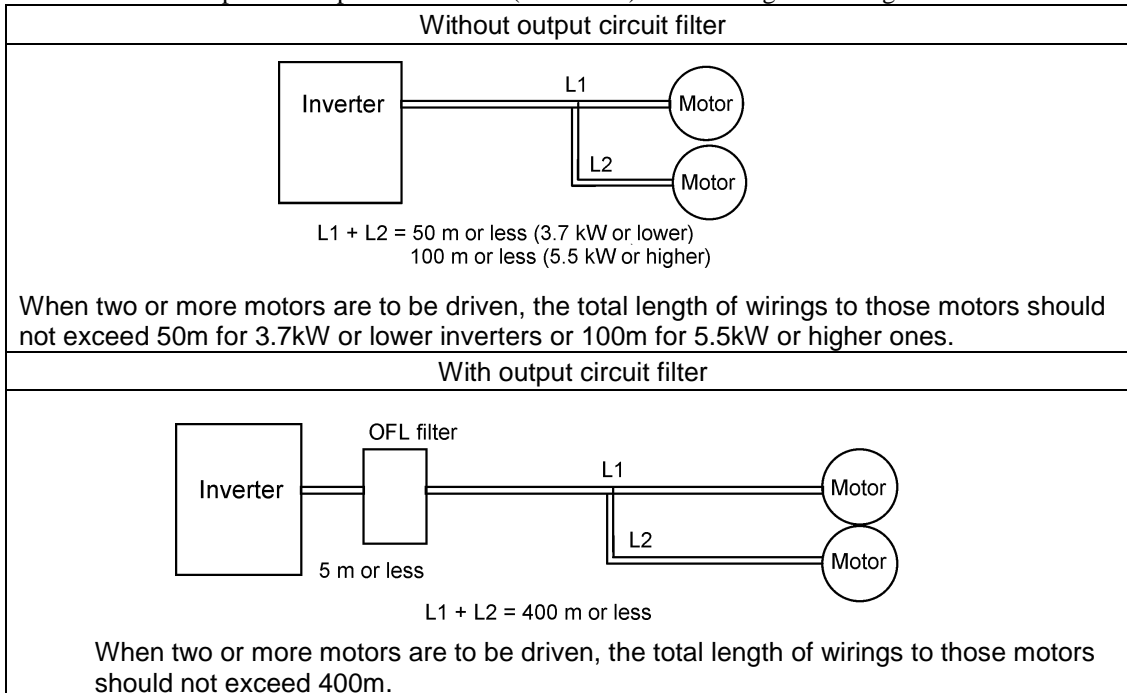 Without output circuit filter
L1
Inverter
Motor
L2
Motor
L1 + L2 = 50 m or less (3.7 kW or lower)
100 m or less (5.5 kW or higher)
When two or more motors are to be driven, the total length of wirings to those motors should
not exceed 50m for 3.7kW or lower inverters or 100m for 5.5kW or higher ones.
With output circuit filter
OFL filter
L1
Inverter
Motor
L2
Motor
5 m or less
L1 + L2 = 400 m or less
When two or more motors are to be driven, the total length of wirings to those motors
should not exceed 400m.